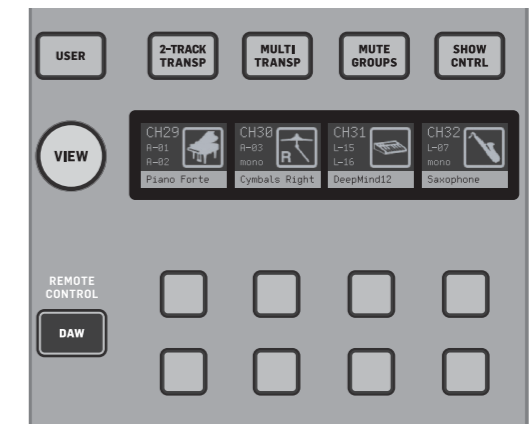 USER
2-TRACK
TRANSP
MULTI
TRANSP
MUTE
GROUPS
SHOW
CNTRL
VIEW
CH29
A-01
A-02
Piano Forte
CH30
A-03
mono
R
Cymbals Right
CH31
L-15
L-16
DeepMind12
CH32
L-07
mono
Saxophone
REMOTE
CONTROL
DAW